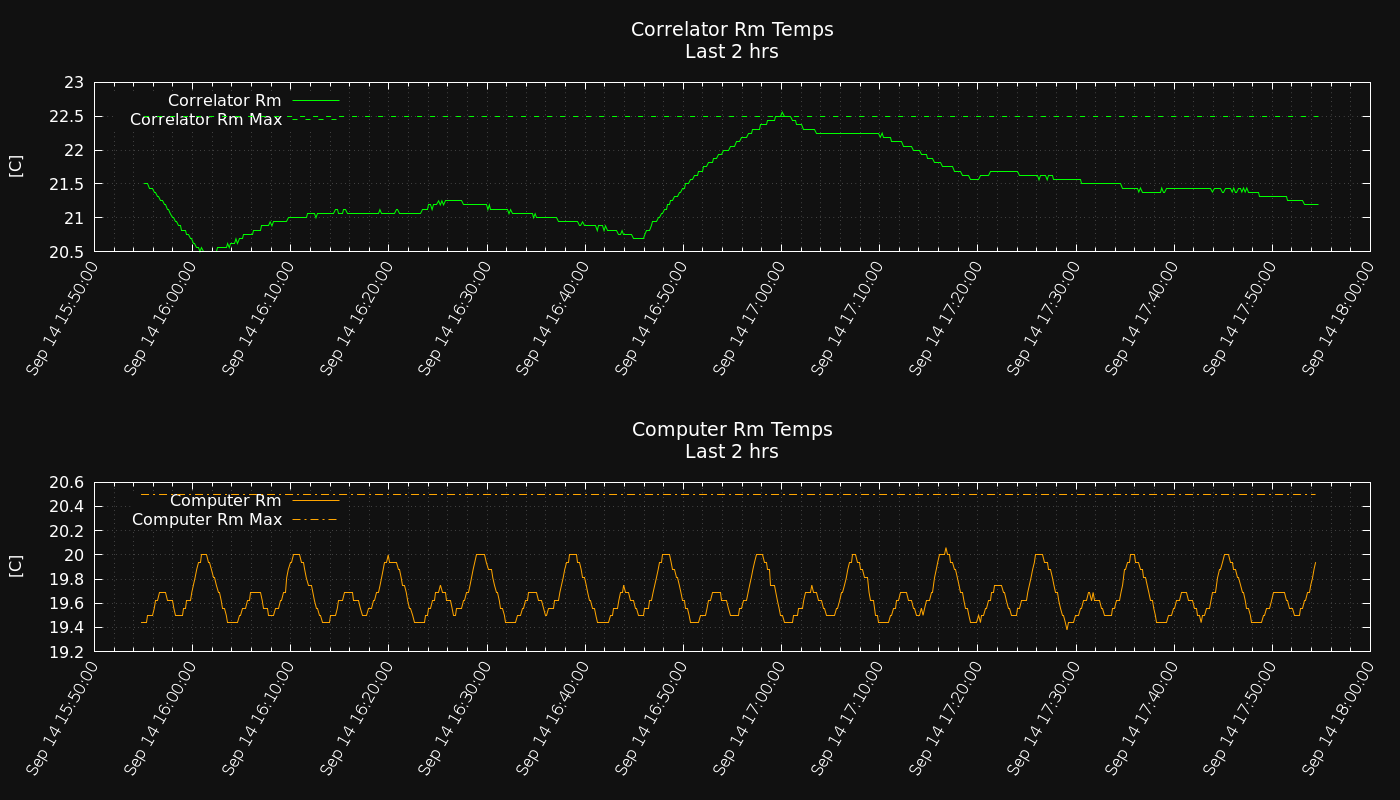 Correlator Rm Temps
Last 2 hrs
[C]
23
22.5
22
21.5
21
20.5
Correlator Rm
Correlator Rm Max
Sep 14 15:50:00
Sep 14 16:00:00
Sep 14 16:10:00
Sep 14 16:20:00
Sep 14 16:30:00
Sep 14 16:40:00
Sep 14 16:50:00
Sep 14 17:00:00
Sep 14 17:10:00
Sep 14 17:20:00
Sep 14 17:30:00
Sep 14 17:40:00
Sep 14 17:50:00
Sep 14 18:00:00
Computer Rm Temps
Last 2 hrs
[C]
20.6
20.4
20.2
20
19.8
19.6
19.4
19.2
Computer Rm
Computer Rm Max
Sep 14 15:50:00
Sep 14 16:00:00
Sep 14 16:10:00
Sep 14 16:20:00
Sep 14 16:30:00
Sep 14 16:40:00
Sep 14 16:50:00
Sep 14 17:00:00
Sep 14 17:10:00
Sep 14 17:20:00
Sep 14 17:30:00
Sep 14 17:40:00
Sep 14 17:50:00
Sep 14 18:00:00